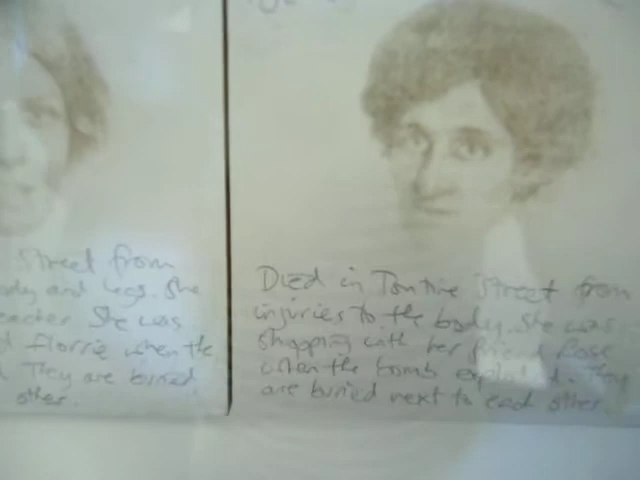 Street from
and legs. She
She was
Florrie when the
They are buried
other.
Died in Tontine Street from
injuries to the body. She was
shopping with her friend Rose
when the bomb exploded. They
are buried next to each other.